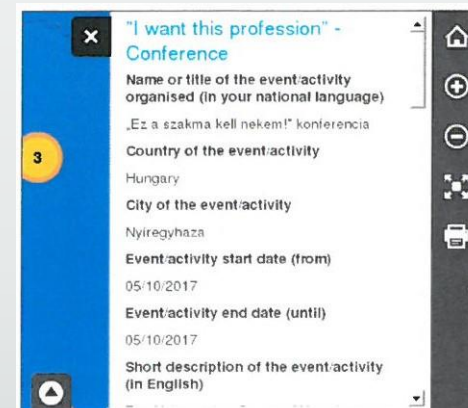 "I want this profession" -
Conference
Name or title of the event/activity
organised (in your national language)
„Ez a szakma kell nekem!" konferencia
Country of the event/activity
Hungary
City of the event/activity
Nyíregyhaza
Event/activity start date (from)
05/10/2017
Event/activity end date (until)
05/10/2017
Short description of the event/activity
(in English)
3